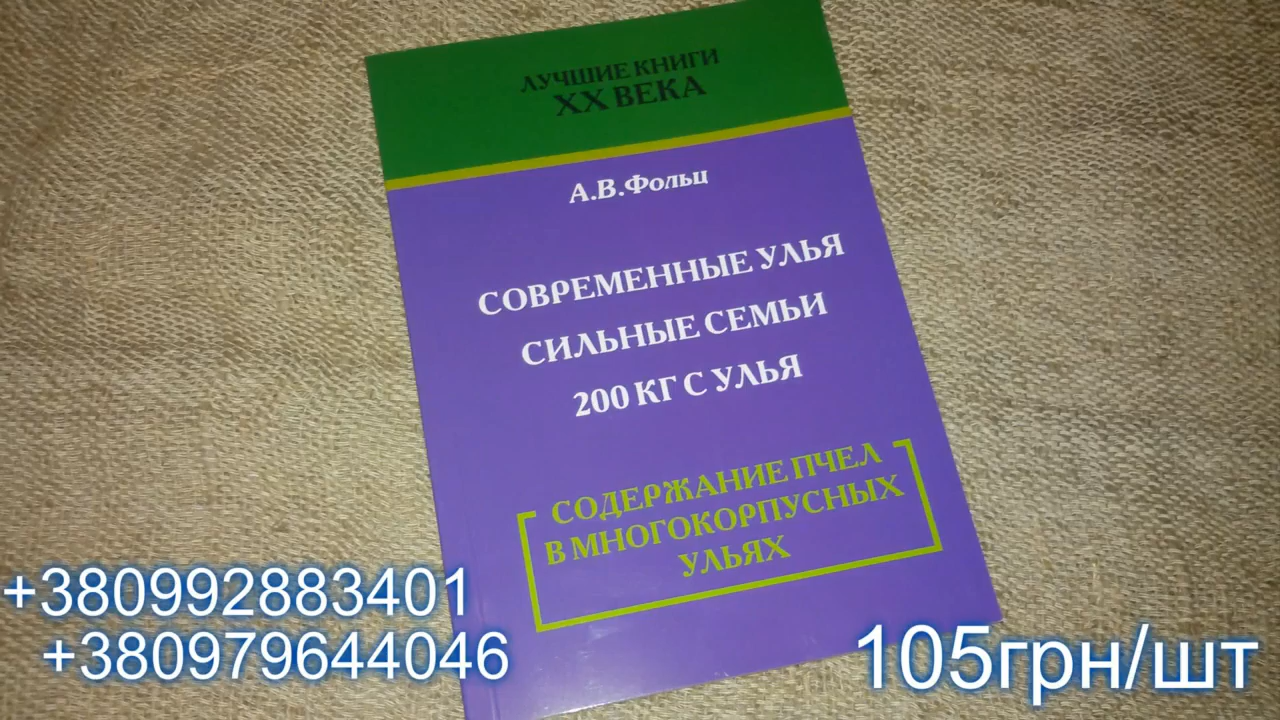 ЛУЧШИЕ КНИГИ
XX ВЕКА
А.В.Фольц
СОВРЕМЕННЫЕ УЛЬЯ
СИЛЬНЫЕ СЕМЬИ
200 КГ С УЛЬЯ
СОДЕРЖАНИЕ ПЧЕЛ
В МНОГОКОРПУСНЫХ
УЛЬЯХ
+380992883401
+380979644046
105грн/шт